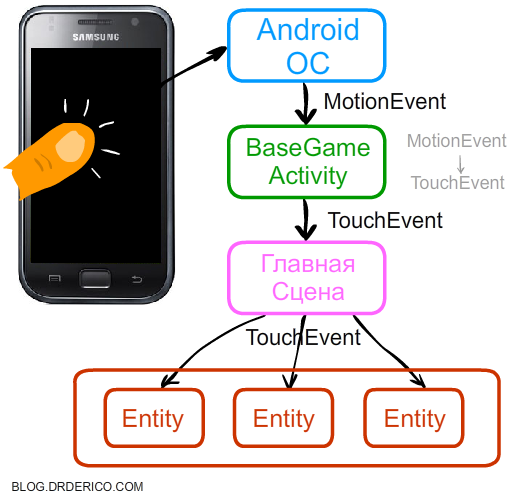 SAMSUNG
Android
ОС
MotionEvent
BaseGame
Activity
MotionEvent
TouchEvent
TouchEvent
Главная
Сцена
TouchEvent
Entity
Entity
Entity
BLOG.DRDERICO.COM